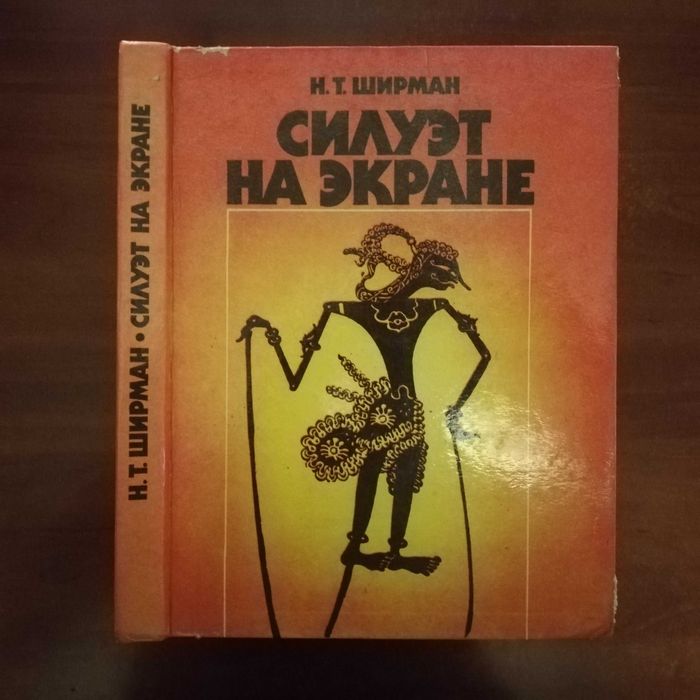 Н. Т. ШИРМАН
СИЛУЭТ
НА ЭКРАНЕ
Н. Т. ШИРМАН • СИЛУЭТ НА ЭКРАНЕ